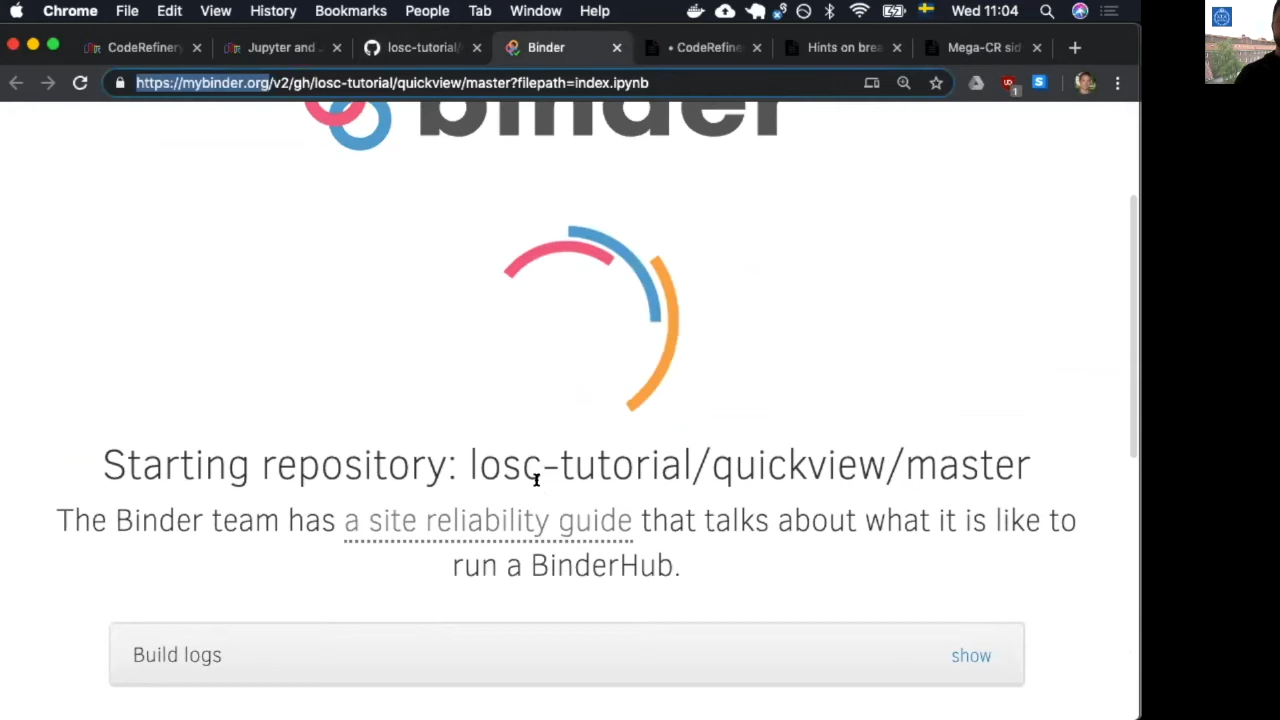 Chrome File Edit View History Bookmarks People Tab Window Help Wed 11:04
CodeRefiner Jupyter and losc-tutorial/ Binder • CodeRefine Hints on brea Mega-CR sid
https://mybinder.org/v2/gh/losc-tutorial/quickview/master?filepath=index.ipynb
1
binder
Starting repository: losc-tutorial/quickview/master
The Binder team has a site reliability guide that talks about what it is like to
run a BinderHub.
Build logs show